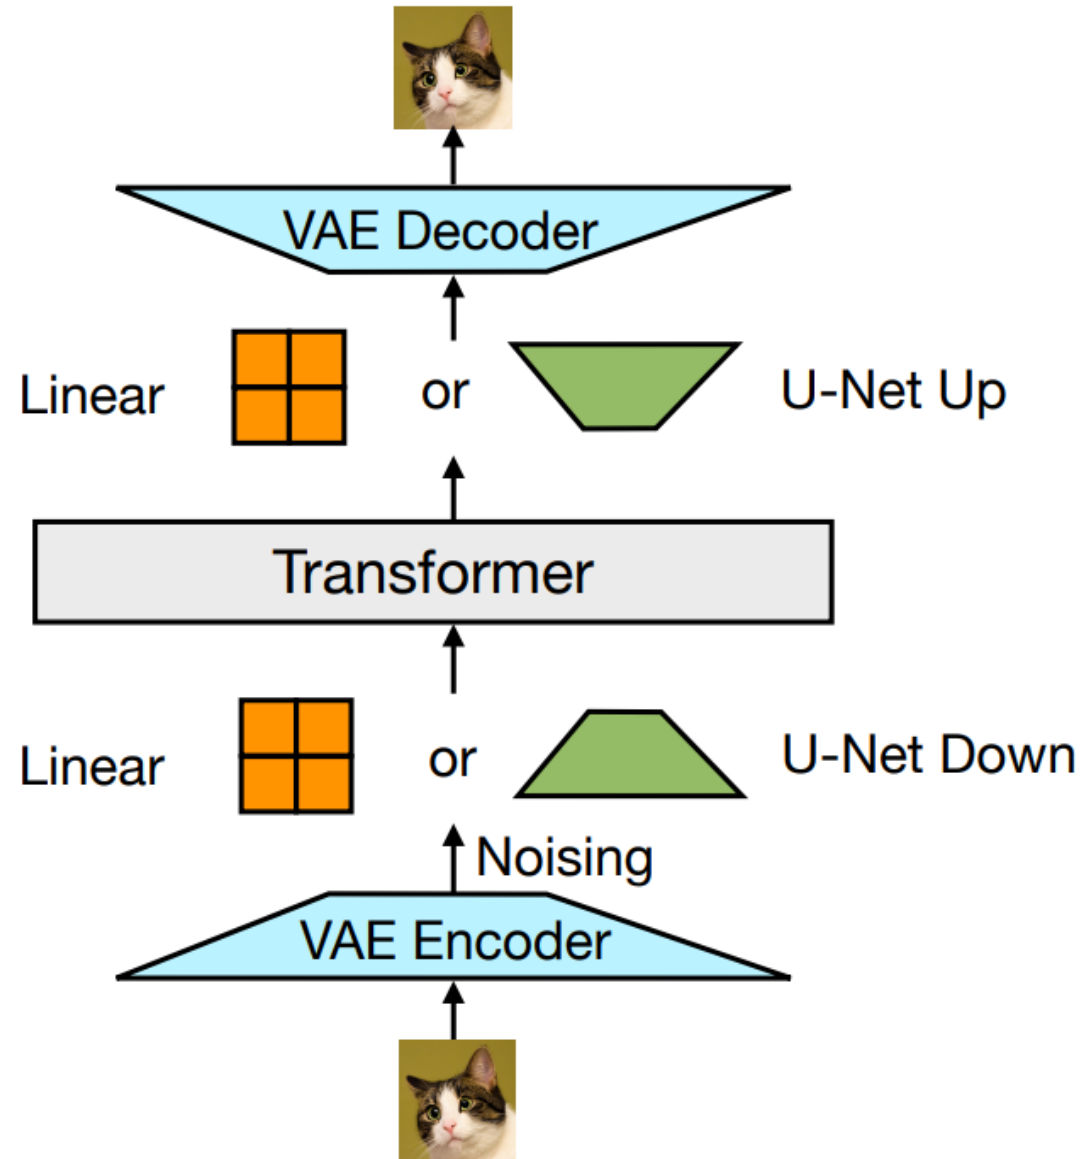 VAE Decoder
Linear or U-Net Up
Transformer
Linear or U-Net Down
Noising
VAE Encoder